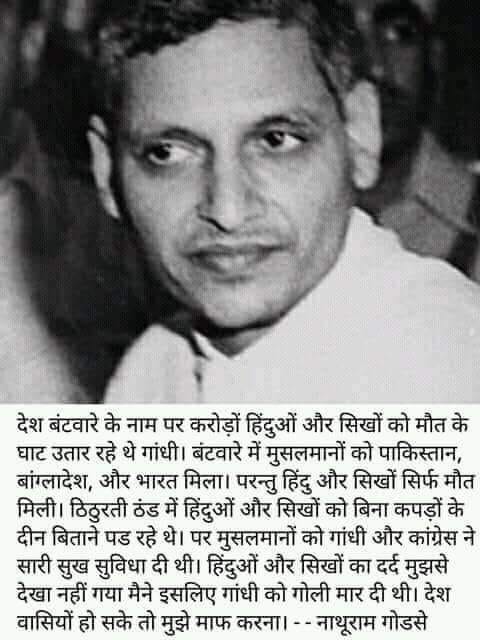 देश बंटवारे के नाम पर करोड़ों हिंदुओं और सिखों को मौत के
घाट उतार रहे थे गांधी। बंटवारे में मुसलमानों को पाकिस्तान,
बांग्लादेश, और भारत मिला। परन्तु हिंदु और सिखों सिर्फ मौत
मिली। ठिठुरती ठंड में हिंदुओं और सिखों को बिना कपड़ों के
दीन बिताने पड रहे थे। पर मुसलमानों को गांधी और कांग्रेस ने
सारी सुख सुविधा दी थी। हिंदुओं और सिखों का दर्द मुझसे
देखा नहीं गया मैने इसलिए गांधी को गोली मार दी थी। देश
वासियों हो सके तो मुझे माफ करना। - - नाथूराम गोडसे